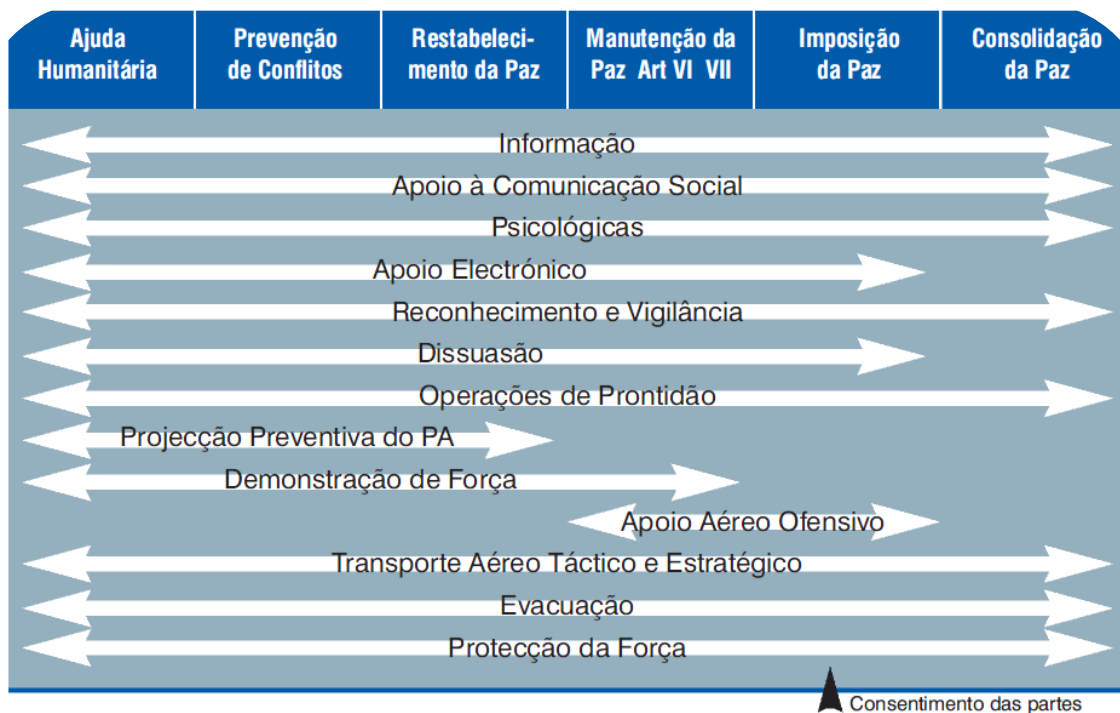 Ajuda
Humanitária
Prevenção
de Conflitos
Restabeleci-
mento da Paz
Manutenção da
Paz Art VI VII
Imposição
da Paz
Consolidação
da Paz
Informação
Apoio à Comunicação Social
Psicológicas
Apoio Electrónico
Reconhecimento e Vigilância
Dissuasão
Operações de Prontidão
Projecção Preventiva do PA
Demonstração de Força
Apoio Aéreo Ofensivo
Transporte Aéreo Táctico e Estratégico
Evacuação
Protecção da Força
Consentimento das partes